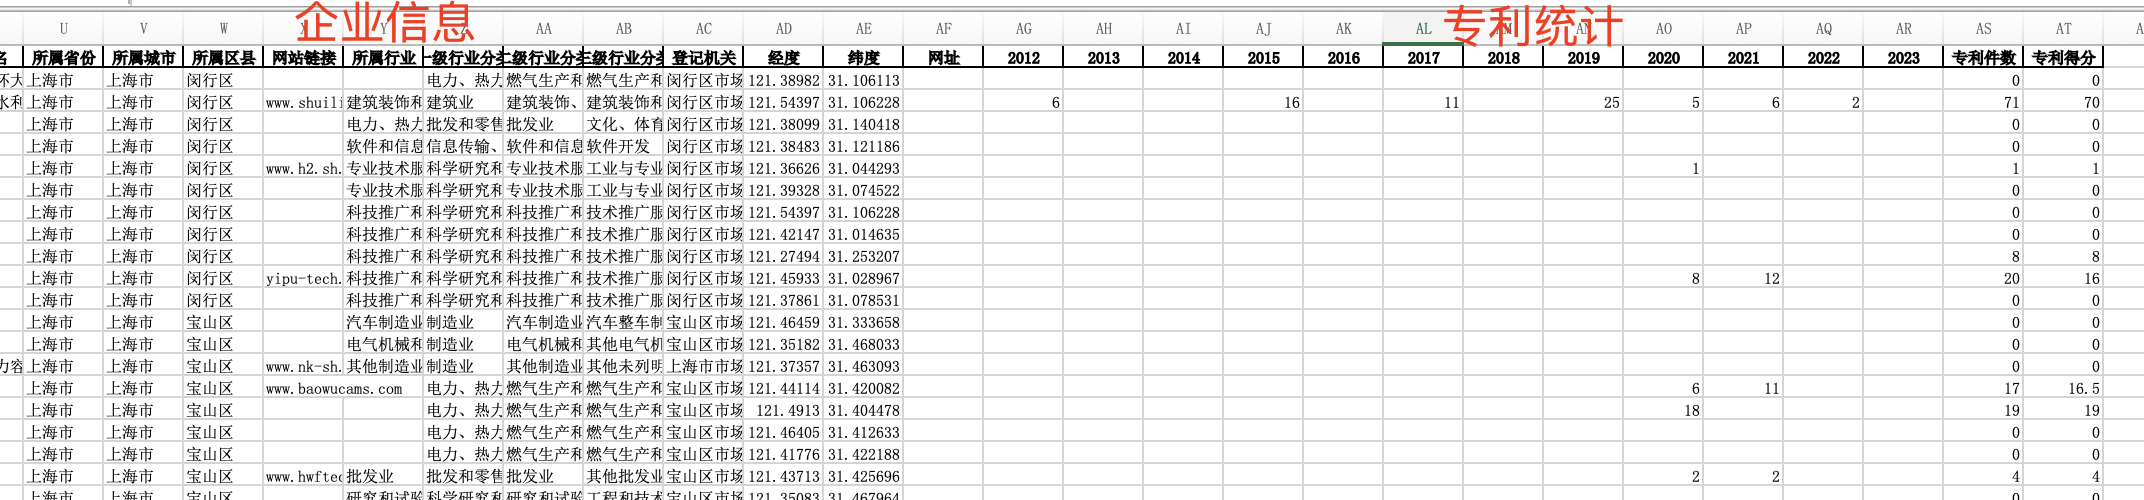 企业信息 专利统计
U V W Y AA AB AC AD AE AF AG AH AI AJ AK AL AN AO AP AQ AR AS AT
所属省份 所属城市 所属区县 网站链接 所属行业 登记机关 经度 纬度 网址 2012 2013 2014 2015 2016 2017 2018 2019 2020 2021 2022 2023 专利件数 专利得分
上海市 上海市 闵行区 电力、热力 燃气生产和 燃气生产和 闵行区市场 121.38982 31.106113 0 0
水利 上海市 上海市 闵行区 www.shuili 建筑装饰和 建筑业 建筑装饰、 建筑装饰和 闵行区市场 121.54397 31.106228 6 16 11 25 5 6 2 71 70
上海市 上海市 闵行区 电力、热力 批发和零售 批发业 文化、体育 闵行区市场 121.38099 31.140418 0 0
上海市 上海市 闵行区 软件和信息 信息传输、 软件和信息 软件开发 闵行区市场 121.38483 31.121186 0 0
上海市 上海市 闵行区 www.h2.sh. 专业技术服 科学研究和 专业技术服 工业与专业 闵行区市场 121.36626 31.044293 1 1 1
上海市 上海市 闵行区 专业技术服 科学研究和 专业技术服 工业与专业 闵行区市场 121.39328 31.074522 0 0
上海市 上海市 闵行区 科技推广和 科学研究和 科技推广和 技术推广服 闵行区市场 121.54397 31.106228 0 0
上海市 上海市 闵行区 科技推广和 科学研究和 科技推广和 技术推广服 闵行区市场 121.42147 31.014635 0 0
上海市 上海市 闵行区 科技推广和 科学研究和 科技推广和 技术推广服 闵行区市场 121.27494 31.253207 8 8
上海市 上海市 闵行区 yipu-tech. 科技推广和 科学研究和 科技推广和 技术推广服 闵行区市场 121.45933 31.028967 8 12 20 16
上海市 上海市 闵行区 科技推广和 科学研究和 科技推广和 技术推广服 闵行区市场 121.37861 31.078531 0 0
上海市 上海市 宝山区 汽车制造业 制造业 汽车制造业 汽车整车制 宝山区市场 121.46459 31.333658 0 0
上海市 上海市 宝山区 电气机械和 制造业 电气机械和 其他电气机 宝山区市场 121.35182 31.468033 0 0
力容 上海市 上海市 宝山区 www.nk-sh. 其他制造业 制造业 其他制造业 其他未列明 上海市市场 121.37357 31.463093 0 0
上海市 上海市 宝山区 www.baowucams.com 电力、热力 燃气生产和 燃气生产和 宝山区市场 121.44114 31.420082 6 11 17 16.5
上海市 上海市 宝山区 电力、热力 燃气生产和 燃气生产和 宝山区市场 121.4913 31.404478 18 19 19
上海市 上海市 宝山区 电力、热力 燃气生产和 燃气生产和 宝山区市场 121.46405 31.412633 0 0
上海市 上海市 宝山区 电力、热力 燃气生产和 燃气生产和 宝山区市场 121.41776 31.422188 0 0
上海市 上海市 宝山区 www.hwftec 批发业 批发和零售 批发业 其他批发业 宝山区市场 121.43713 31.425696 2 2 4 4
上海市 上海市 宝山区 研究和试验 科学研究和 研究和试验 工程和技术 宝山区市场 121.35083 31.467964 0 0